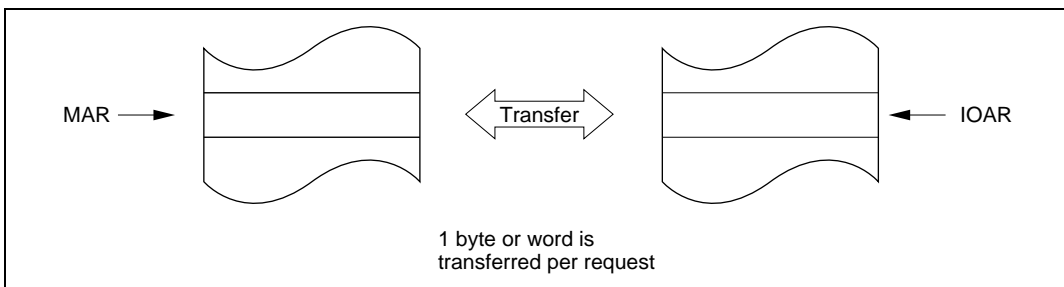 MAR
Transfer
IOAR
1 byte or word is
transferred per request